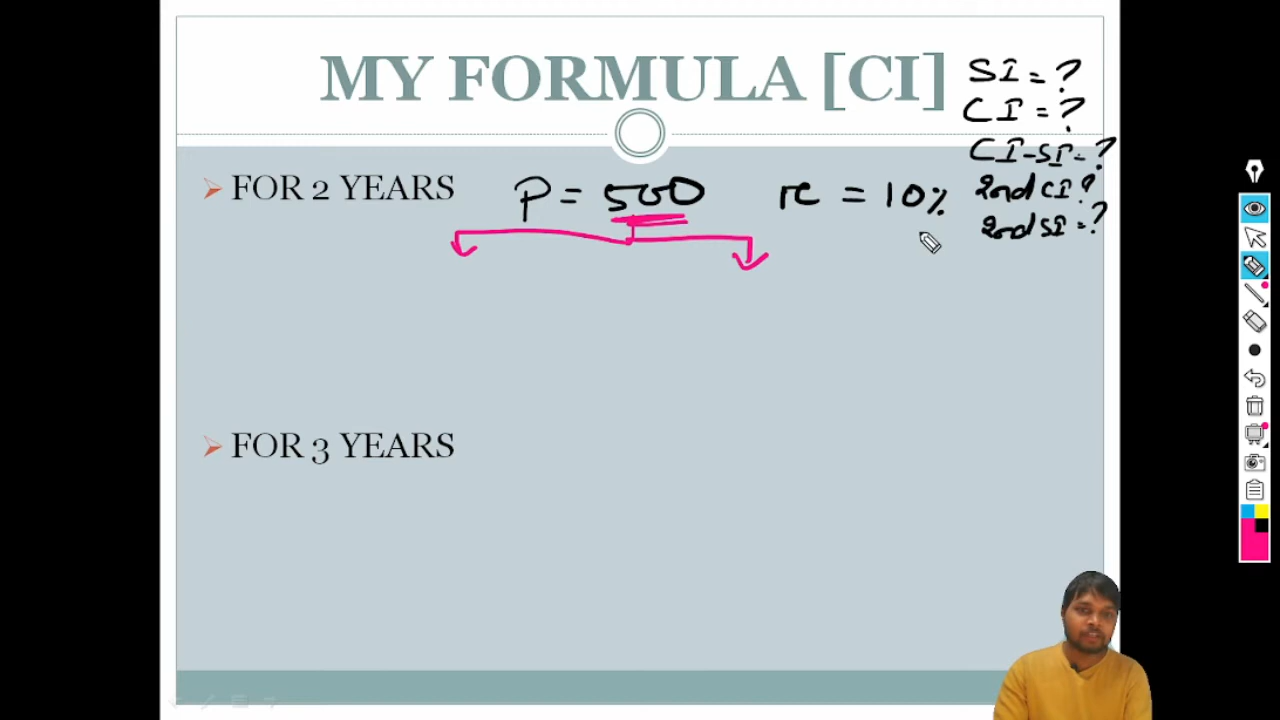 MY FORMULA [CI]
SI = ?
CI = ?
CI-SI = ?
2nd CI ?
2nd SI = ?
FOR 2 YEARS P = 500 r = 10%
FOR 3 YEARS